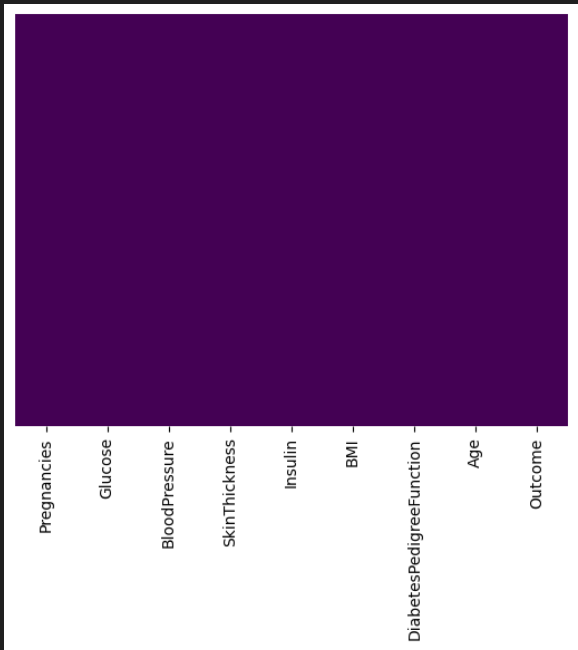 Pregnancies
Glucose
BloodPressure
SkinThickness
Insulin
BMI
DiabetesPedigreeFunction
Age
Outcome